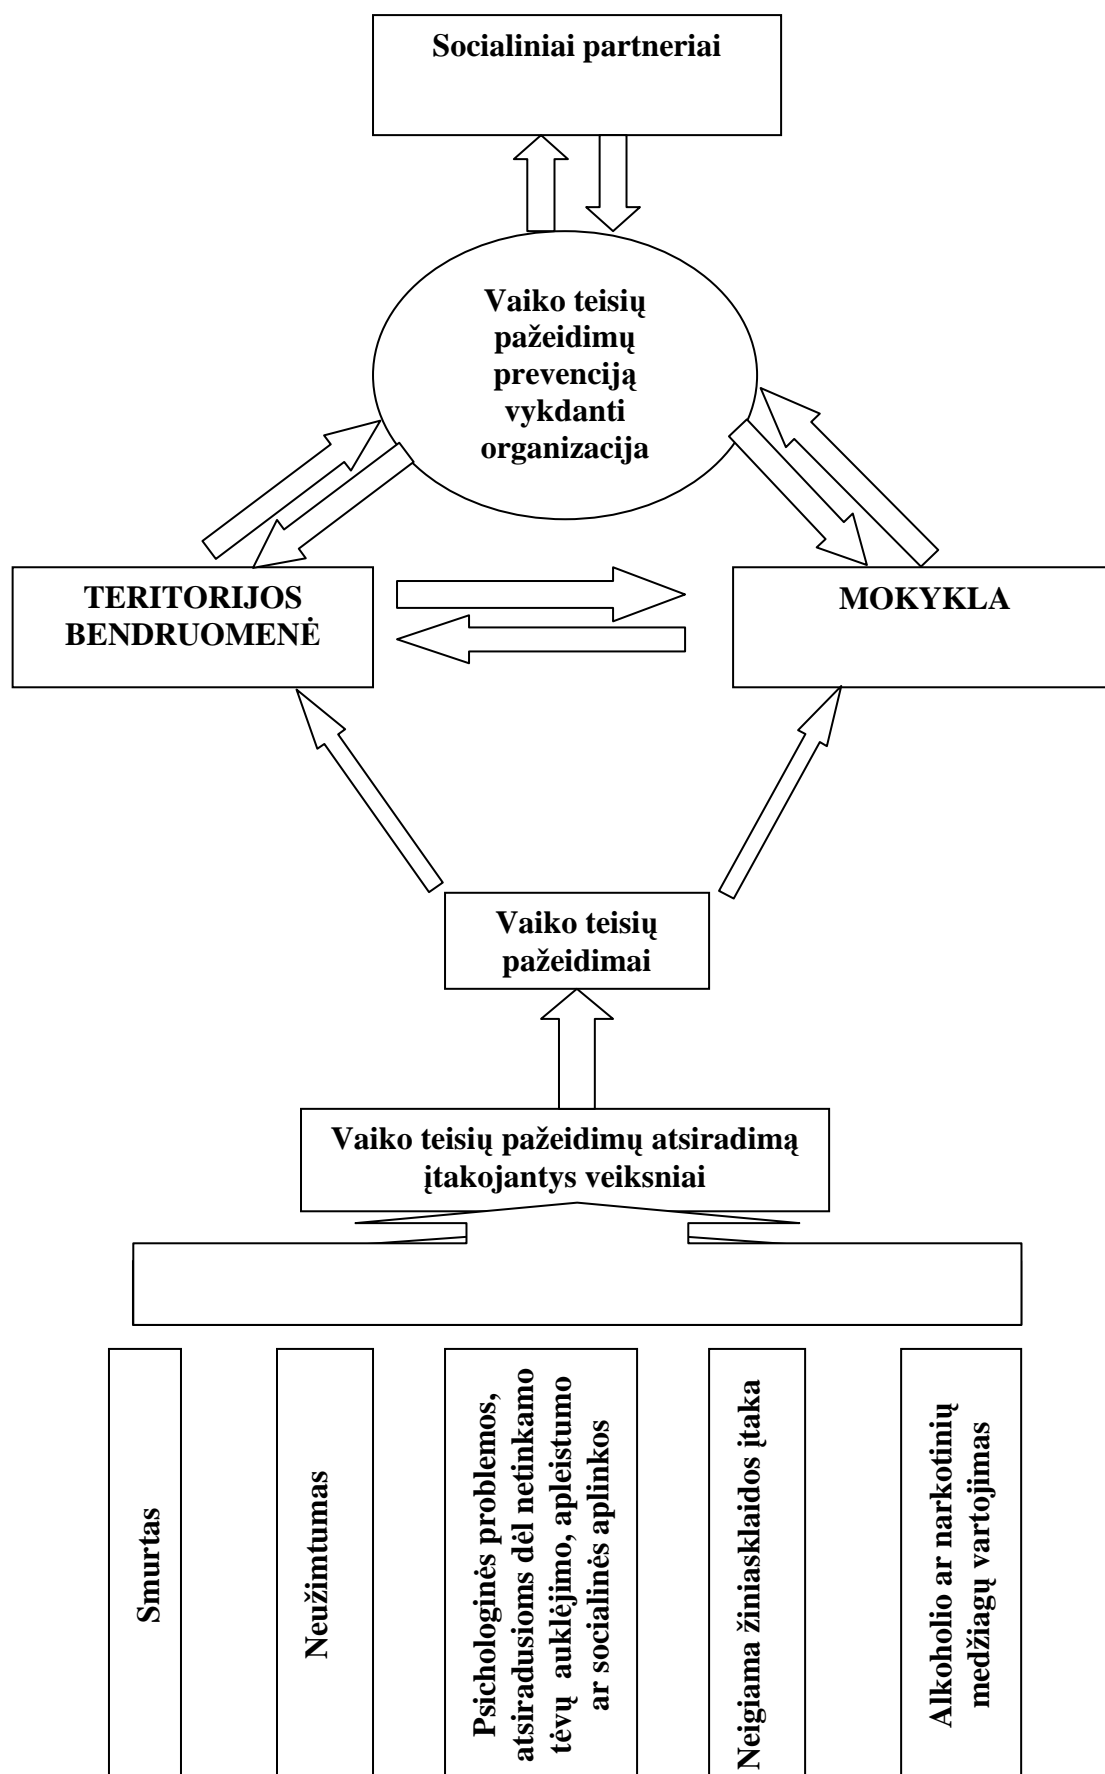 Socialiniai partneriai
Vaiko teisių
pažeidimų
prevenciją
vykdanti
organizacija
TERITORIJOS
BENDRUOMENĖ
MOKYKLA
Vaiko teisių
pažeidimai
Vaiko teisių pažeidimų atsiradimą
įtakojantys veiksniai
Smurtas
Neužimtumas
Psichologinės problemos,
atsiradusioms dėl netinkamo
tėvų auklėjimo, apleistumo
ar socialinės aplinkos
Neigiama žiniasklaidos įtaka
Alkoholio ar narkotinių
medžiagų vartojimas